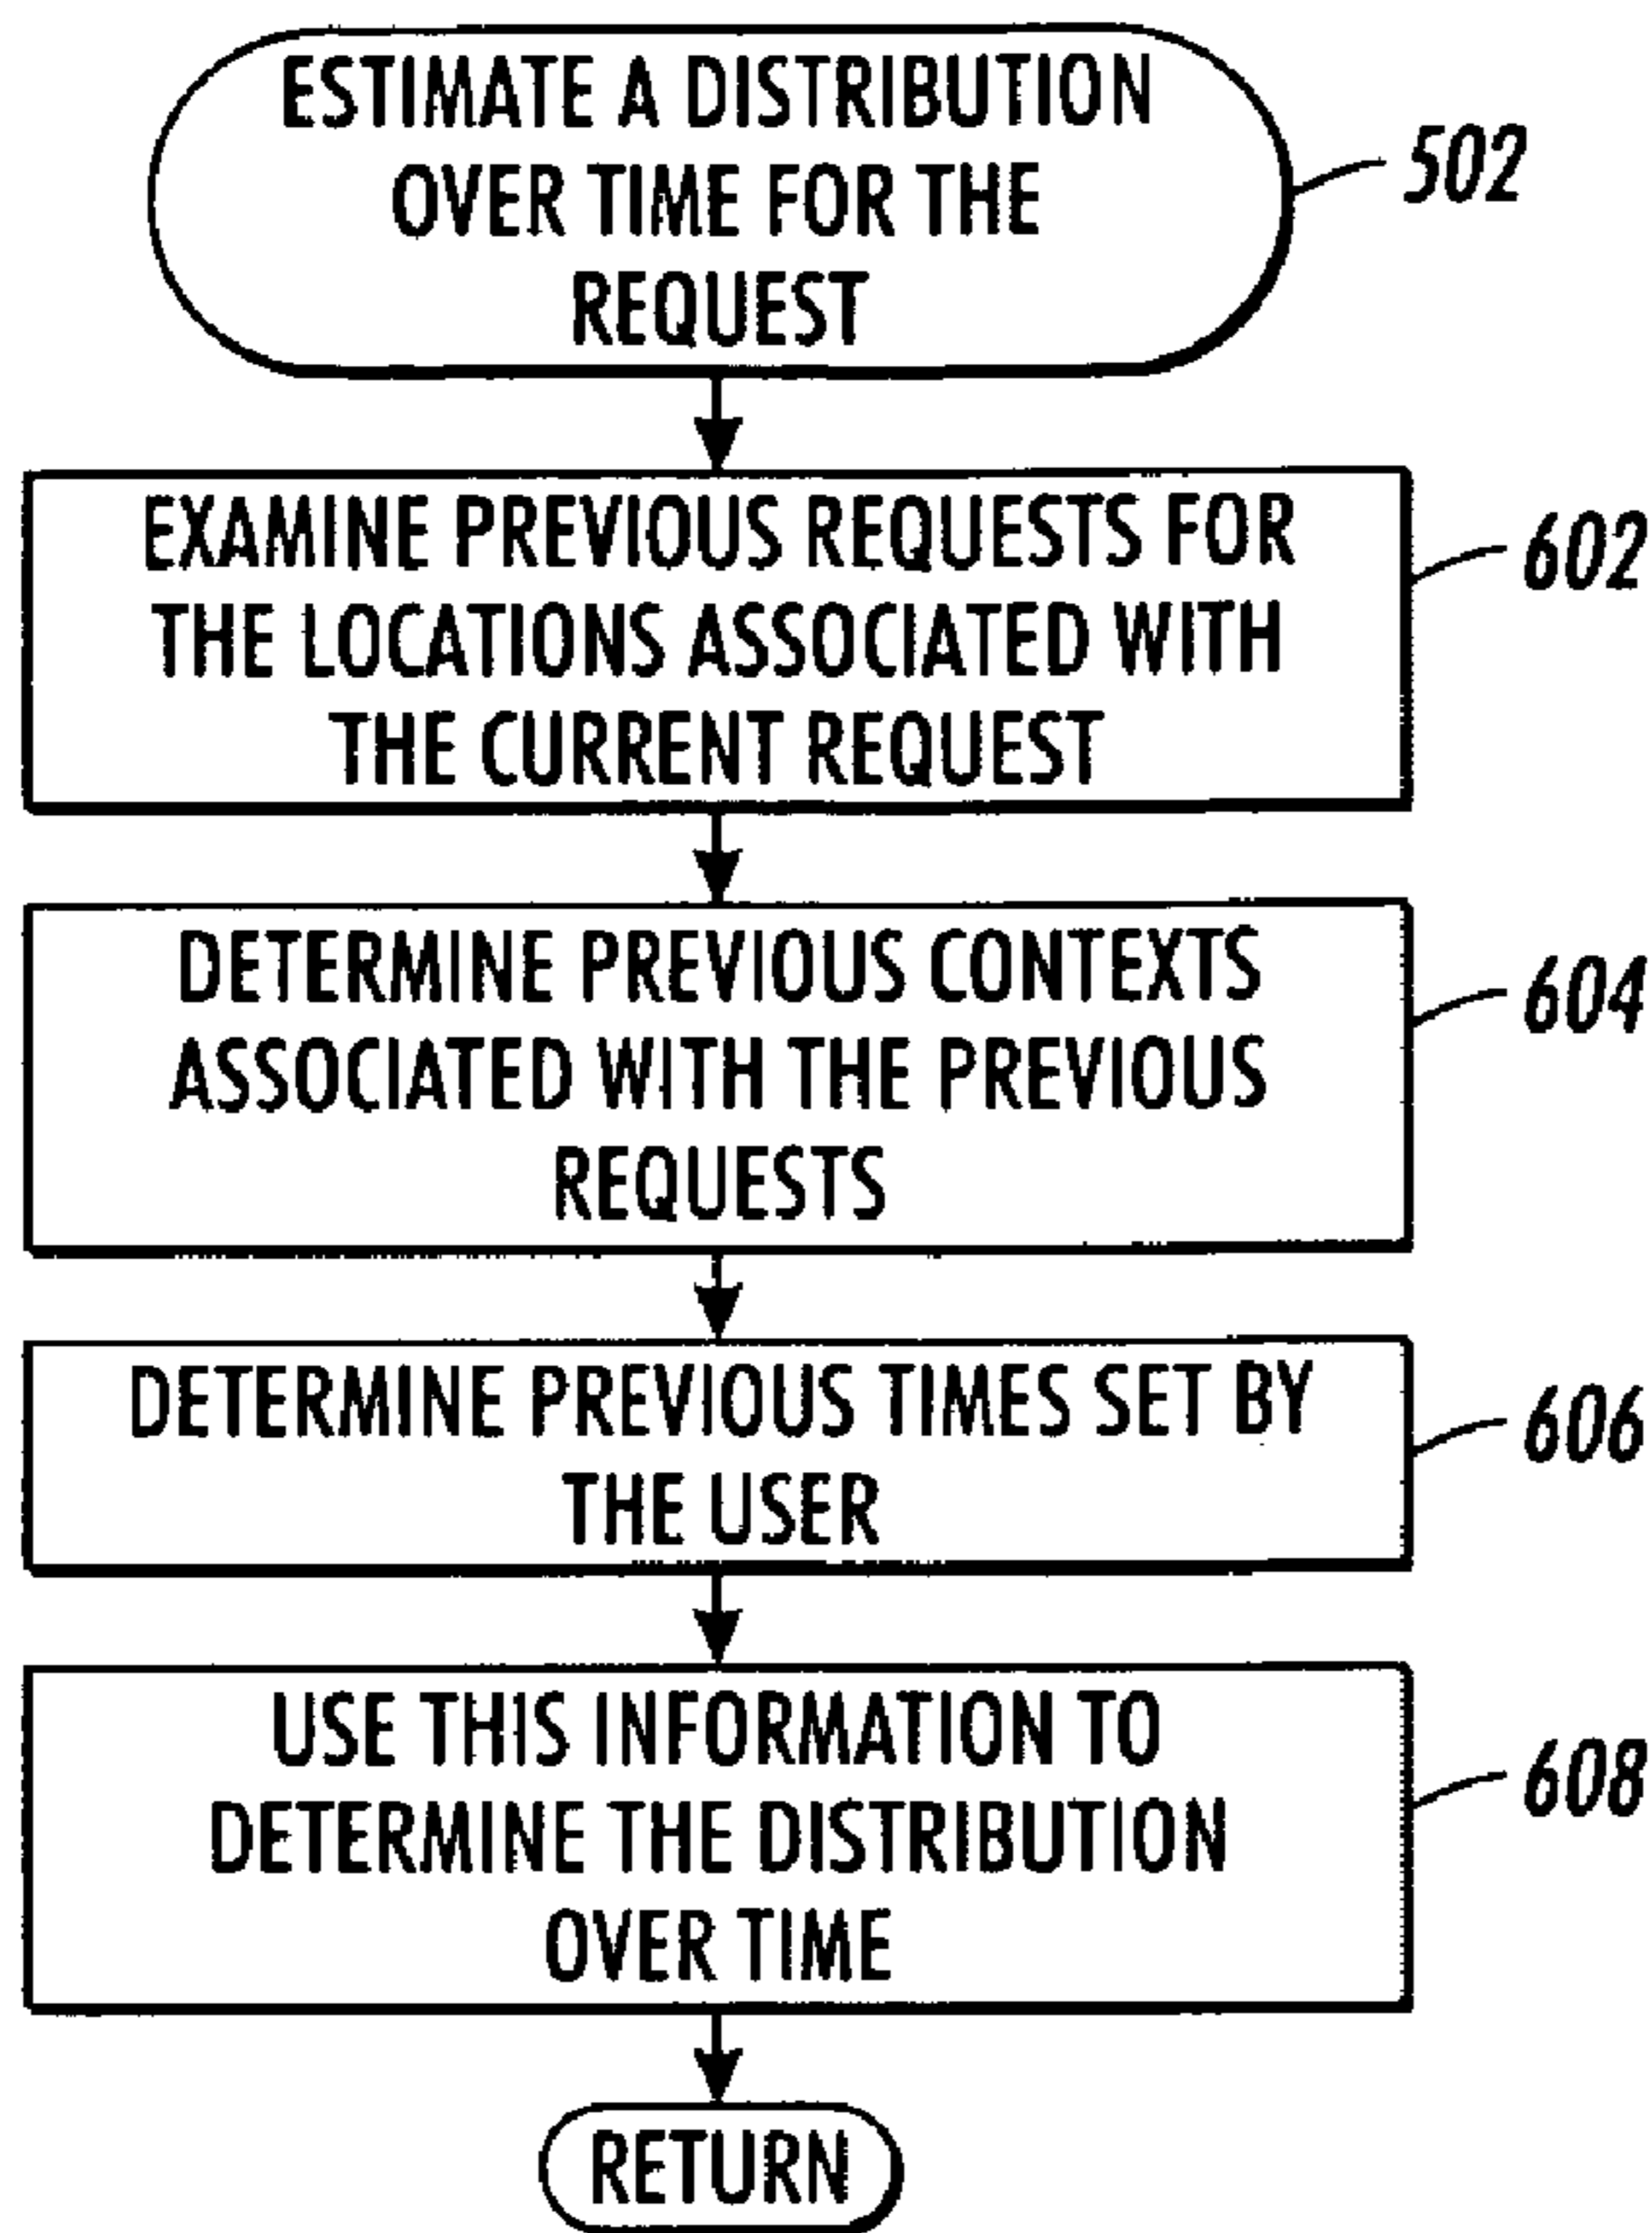 ESTIMATE A DISTRIBUTION
OVER TIME FOR THE
REQUEST
502
EXAMINE PREVIOUS REQUESTS FOR
THE LOCATIONS ASSOCIATED WITH
THE CURRENT REQUEST
602
DETERMINE PREVIOUS CONTEXTS
ASSOCIATED WITH THE PREVIOUS
REQUESTS
604
DETERMINE PREVIOUS TIMES SET BY
THE USER
606
USE THIS INFORMATION TO
DETERMINE THE DISTRIBUTION
OVER TIME
608
RETURN